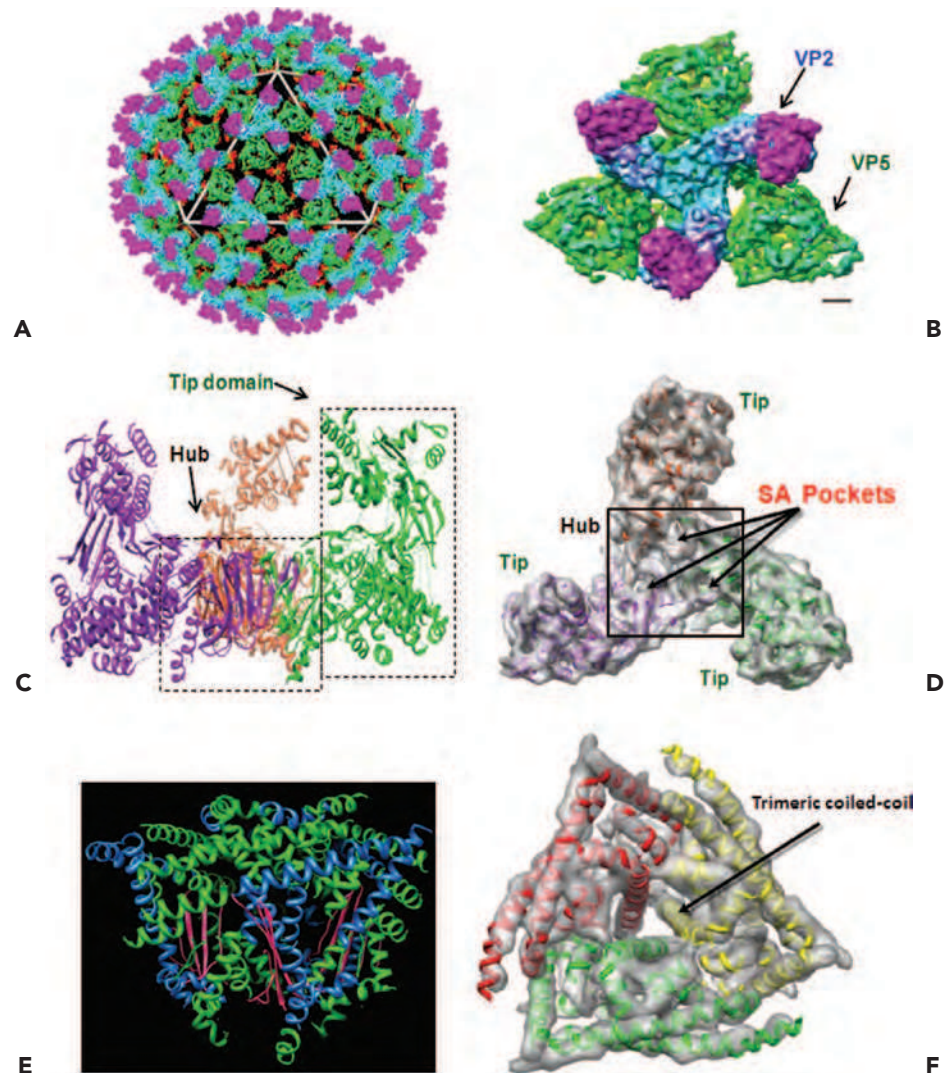 VP2
VP5
A
B
Tip domain
Hub
Tip
SA Pockets
Hub
Tip
Tip
C
D
Trimeric coiled-coil
E
F